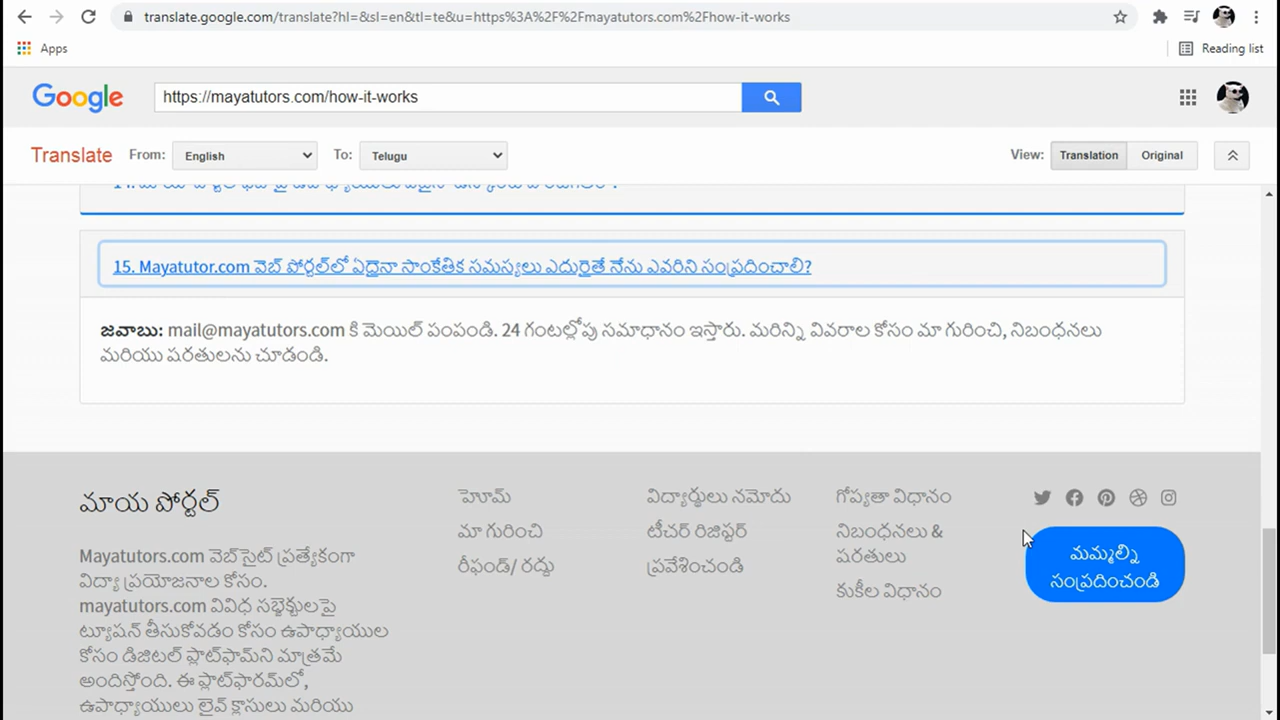 translate.google.com/translate?hl=&sl=en&tl=te&u=https%3A%2F%2Fmayatutors.com%2Fhow-it-works
Apps
Reading list
Google
https://mayatutors.com/how-it-works
Translate
From:
English
To:
Telugu
View:
Translation
Original
15. Mayatutor.com వెబ్ పోర్టల్‌లో ఏదైనా సాంకేతిక సమస్యలు ఎదురైతే నేను ఎవరిని సంప్రదించాలి?
జవాబు: mail@mayatutors.com కి మెయిల్ పంపండి. 24 గంటల్లోపు సమాధానం ఇస్తారు. మరిన్ని వివరాల కోసం మా గురించి, నిబంధనలు
మరియు షరతులను చూడండి.
మాయ పోర్టల్
Mayatutors.com వెబ్‌సైట్ ప్రత్యేకంగా
విద్యా ప్రయోజనాల కోసం.
mayatutors.com వివిధ సబ్జెక్టులపై
ట్యూషన్ తీసుకోవడం కోసం ఉపాధ్యాయుల
కోసం డిజిటల్ ప్లాట్‌ఫామ్‌ని మాత్రమే
అందిస్తోంది. ఈ ప్లాట్‌ఫారమ్‌లో,
ఉపాధ్యాయులు లైవ్ క్లాసులు మరియు
హొమ్
మా గురించి
రీఫండ్/ రద్దు
విద్యార్థులు నమోదు
టీచర్ రిజిస్టర్
ప్రవేశించండి
గోప్యతా విధానం
నిబంధనలు &
షరతులు
కుకీల విధానం
మమ్మల్ని
సంప్రదించండి